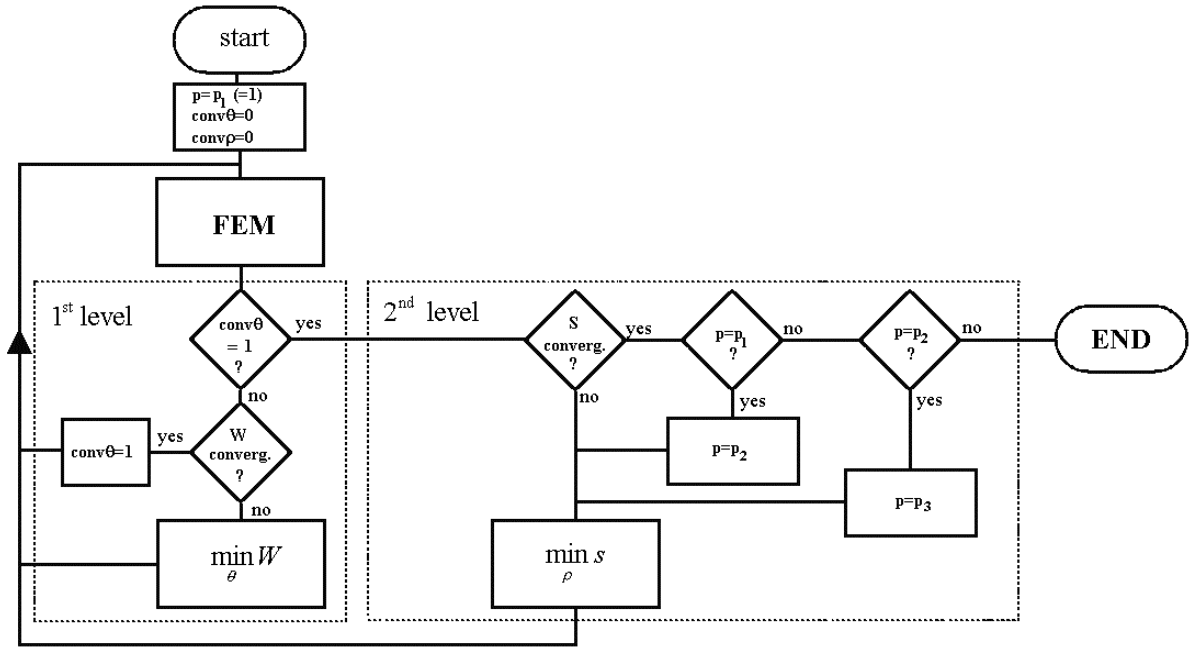 start
p=p1 (=1)
convθ=0
convρ=0
FEM
1st level
convθ
= 1
?
yes
no
W
converg.
?
yes
convθ=1
no
min W
θ
2nd level
S
converg.
?
yes
no
p=p1
?
no
yes
p=p2
p=p2
?
no
yes
p=p3
min s
ρ
END